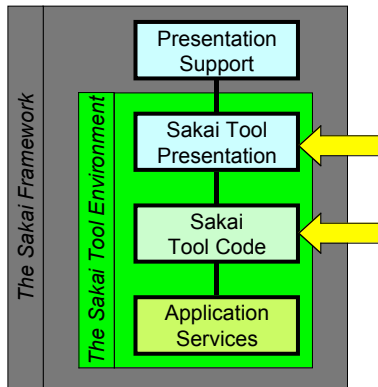 The Sakai Framework
The Sakai Tool Environment
Presentation
Support
Sakai Tool
Presentation
Sakai
Tool Code
Application
Services